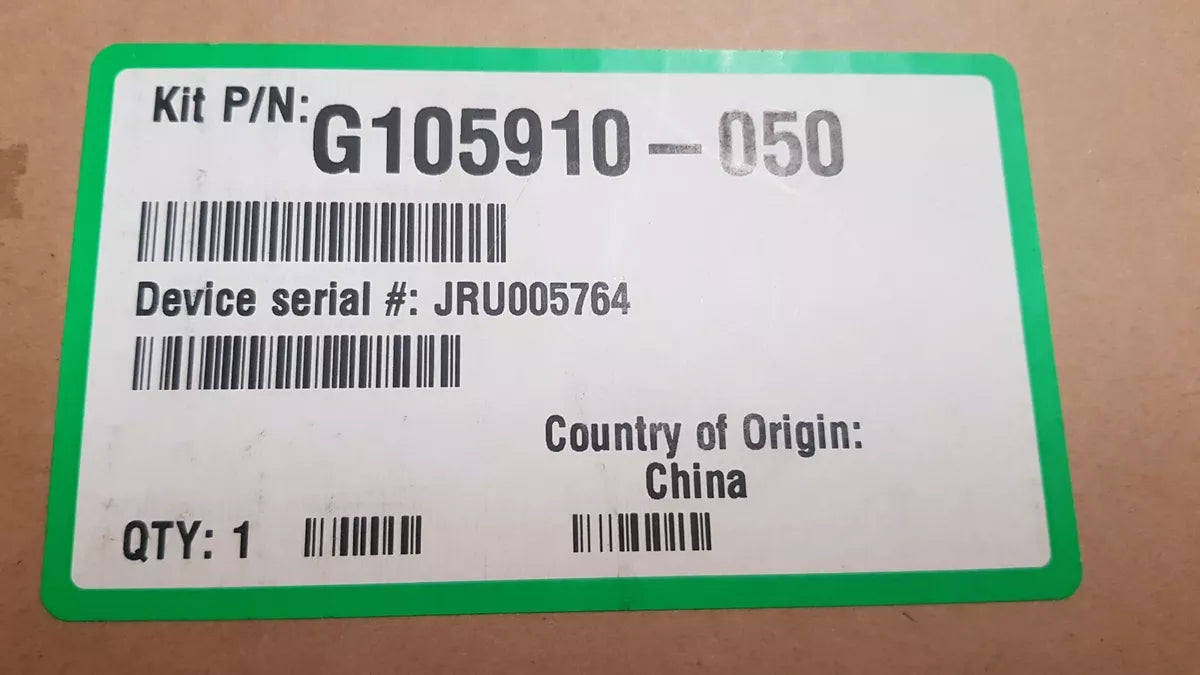 Kit P/N: G105910-050
Device serial #: JRU005764
Country of Origin:
China
QTY: 1